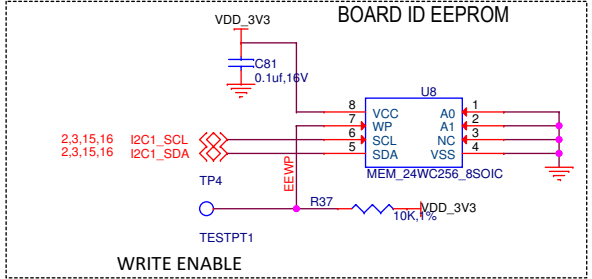 BOARD ID EEPROM
VDD_3V3
C81
0.1uf,16V
U8
8 VCC A0 1
7 WP A1 2
2,3,15,16 I2C1_SCL 6 SCL NC 3
2,3,15,16 I2C1_SDA 5 SDA VSS 4
MEM_24WC256_8SOIC
EEWP
TP4
R37
VDD_3V3
10K,1%
TESTPT1
WRITE ENABLE